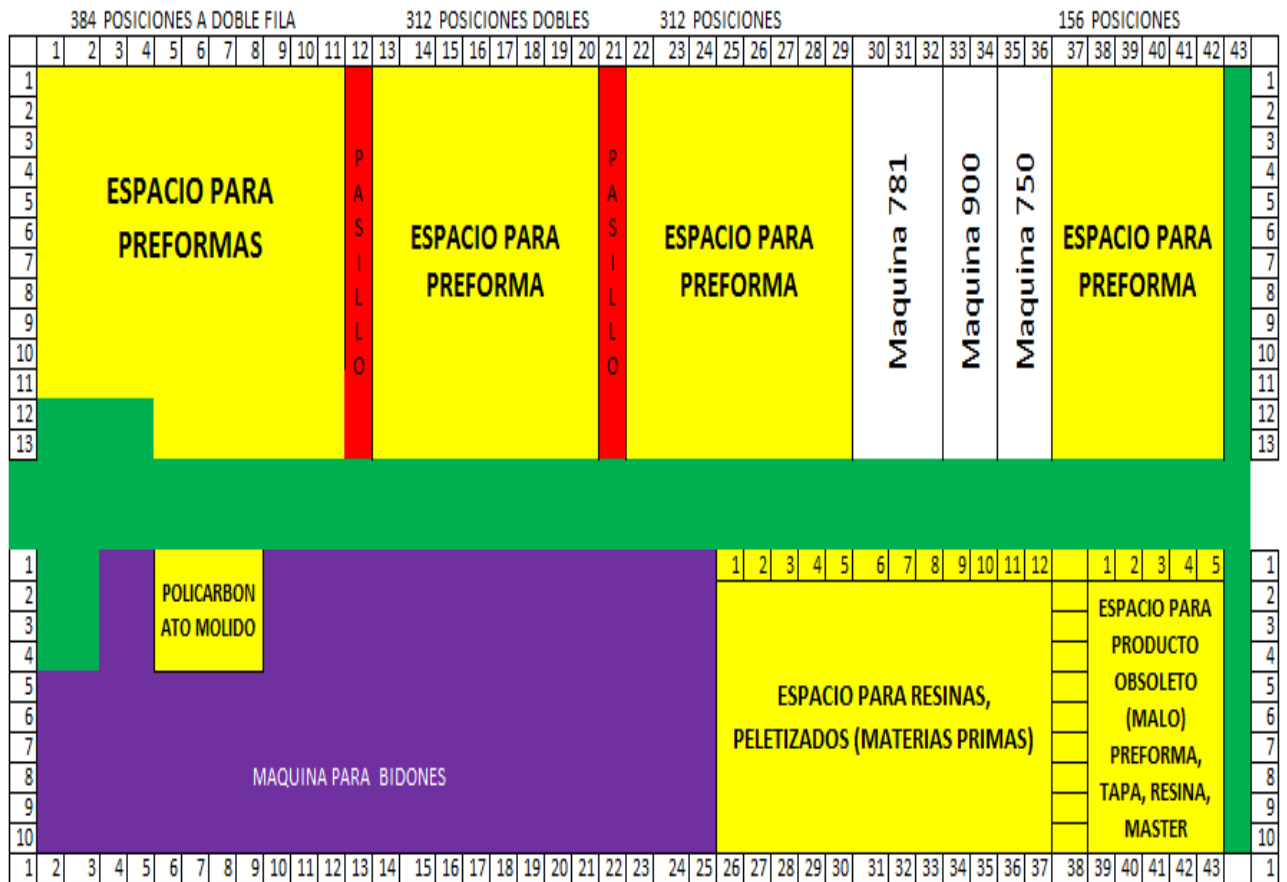 384 POSICIONES A DOBLE FILA 312 POSICIONES DOBLES 312 POSICIONES 156 POSICIONES
1 2 3 4 5 6 7 8 9 10 11 12 13 14 15 16 17 18 19 20 21 22 23 24 25 26 27 28 29 30 31 32 33 34 35 36 37 38 39 40 41 42 43
1 1
2 2
3 3
4 4
5 5
6 6
7 7
8 8
9 9
10 10
11 11
12 12
13 13
ESPACIO PARA
PREFORMAS
PASILLO
ESPACIO PARA
PREFORMA
PASILLO
ESPACIO PARA
PREFORMA
Maquina 781
Maquina 900
Maquina 750
ESPACIO PARA
PREFORMA
1 1 2 3 4 5 6 7 8 9 10 11 12 1 2 3 4 5 1
2 2
3 3
4 4
5 5
6 6
7 7
8 8
9 9
10 10
POLICARBON
ATO MOLIDO
MAQUINA PARA BIDONES
ESPACIO PARA RESINAS,
PELETIZADOS (MATERIAS PRIMAS)
ESPACIO PARA
PRODUCTO
OBSOLETO
(MALO)
PREFORMA,
TAPA, RESINA,
MASTER
1 2 3 4 5 6 7 8 9 10 11 12 13 14 15 16 17 18 19 20 21 22 23 24 25 26 27 28 29 30 31 32 33 34 35 36 37 38 39 40 41 42 43 1